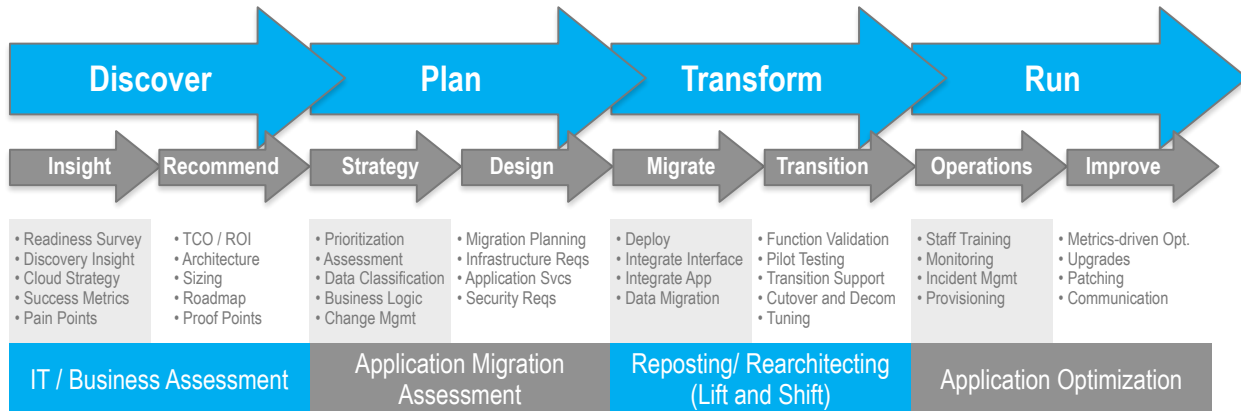 Discover
Plan
Transform
Run
Insight
Recommend
Strategy
Design
Migrate
Transition
Operations
Improve
• Readiness Survey
• Discovery Insight
• Cloud Strategy
• Success Metrics
• Pain Points
• TCO / ROI
• Architecture
• Sizing
• Roadmap
• Proof Points
• Prioritization
• Assessment
• Data Classification
• Business Logic
• Change Mgmt
• Migration Planning
• Infrastructure Reqs
• Application Svcs
• Security Reqs
• Deploy
• Integrate Interface
• Integrate App
• Data Migration
• Function Validation
• Pilot Testing
• Transition Support
• Cutover and Decom
• Tuning
• Staff Training
• Monitoring
• Incident Mgmt
• Provisioning
• Metrics-driven Opt.
• Upgrades
• Patching
• Communication
IT / Business Assessment
Application Migration
Assessment
Reposting/ Rearchitecting
(Lift and Shift)
Application Optimization